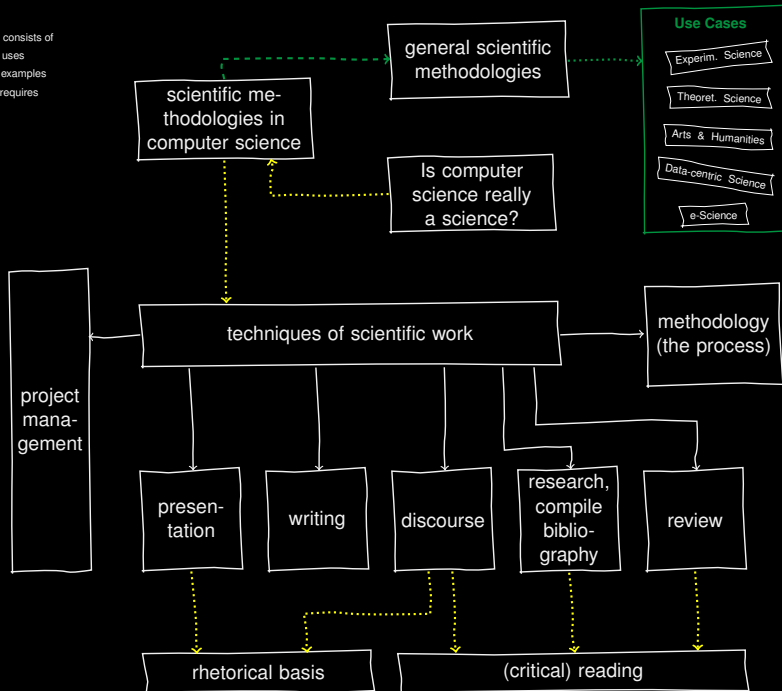 consists of
uses
examples
requires
general scientific
methodologies
Use Cases
Experim. Science
Theoret. Science
Arts & Humanities
Data-centric Science
e-Science
scientific me-
thodologies in
computer science
Is computer
science really
a science?
techniques of scientific work
methodology
(the process)
project
mana-
gement
presen-
tation
writing
discourse
research,
compile
biblio-
graphy
review
rhetorical basis
(critical) reading